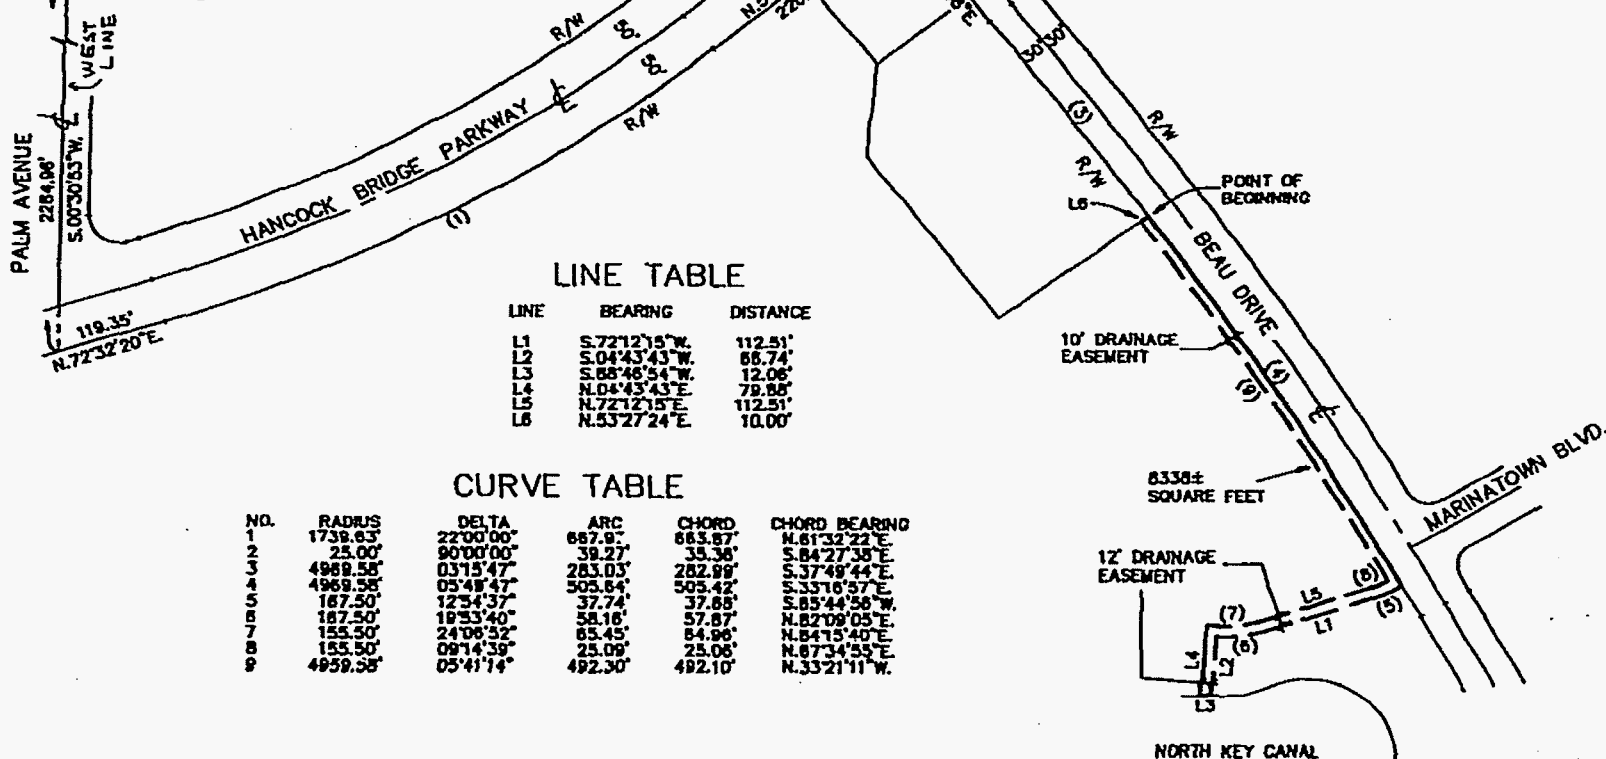 WEST
LINE
PALM AVENUE
2284.96'
S.00°30'53"W.
119.35'
N.72°32'20"E.
R/W
50'
50'
HANCOCK BRIDGE PARKWAY
R/W
(1)
30' 30'
(3)
R/W
R/W
L6
POINT OF
BEGINNING
BEAU DRIVE
10' DRAINAGE
EASEMENT
(4)
(9)
8338±
SQUARE FEET
MARINATOWN BLVD.
12' DRAINAGE
EASEMENT
(8)
(5)
L5
L1
(7)
(6)
L4
L2
L3
NORTH KEY CANAL
LINE TABLE
LINE BEARING DISTANCE
L1 S.72°12'15"W. 112.51'
L2 S.04°43'43"W. 66.74'
L3 S.68°46'54"W. 12.06'
L4 N.04°43'43"E. 79.88'
L5 N.72°12'15"E. 112.51'
L6 N.53°27'24"E. 10.00'
CURVE TABLE
NO. RADIUS DELTA ARC CHORD CHORD BEARING
1 1739.63' 22°00'00" 663.87' N.61°32'22"E.
2 25.00' 90°00'00" 39.27' 35.36' S.84°27'38"E.
3 4969.58' 03°15'47" 283.03' 282.99' S.37°49'44"E.
4 4969.58' 05°49'47" 505.64' 505.42' S.33°16'57"E.
5 167.50' 12°54'37" 37.74' 37.66' S.65°44'56"W.
6 167.50' 19°53'40" 58.16' 57.87' N.82°09'05"E.
7 155.50' 24°06'52" 65.45' 64.96' N.84°15'40"E.
8 155.50' 09°14'39" 25.09' 25.06' N.67°34'55"E.
9 4959.58' 05°41'14" 492.30' 492.10' N.33°21'11"W.